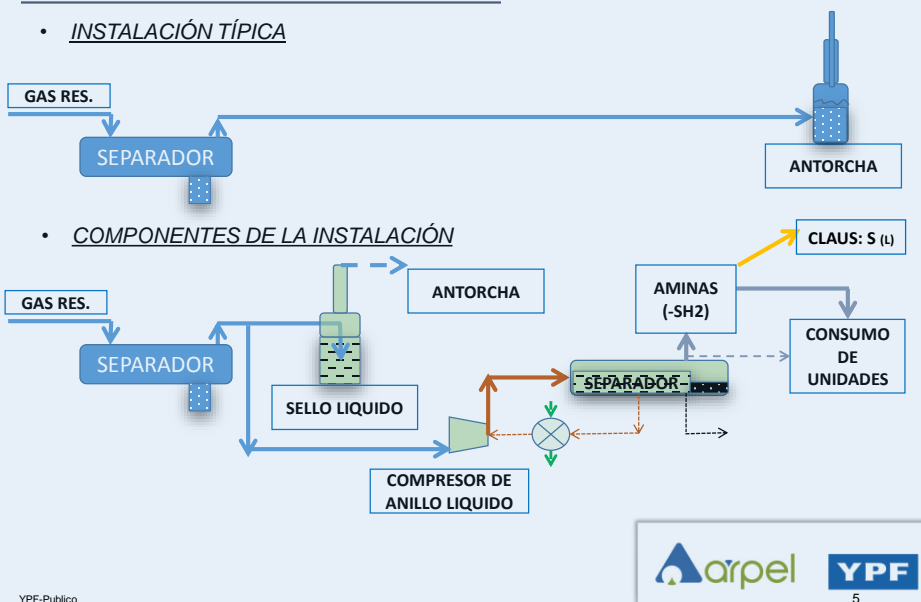 • INSTALACIÓN TÍPICA
GAS RES.
SEPARADOR
ANTORCHA
• COMPONENTES DE LA INSTALACIÓN
CLAUS: S (L)
GAS RES.
ANTORCHA
AMINAS
(-SH2)
SEPARADOR
CONSUMO
DE
UNIDADES
SEPARADOR
SELLO LIQUIDO
COMPRESOR DE
ANILLO LIQUIDO
arpel
YPF
YPF-Publico
5